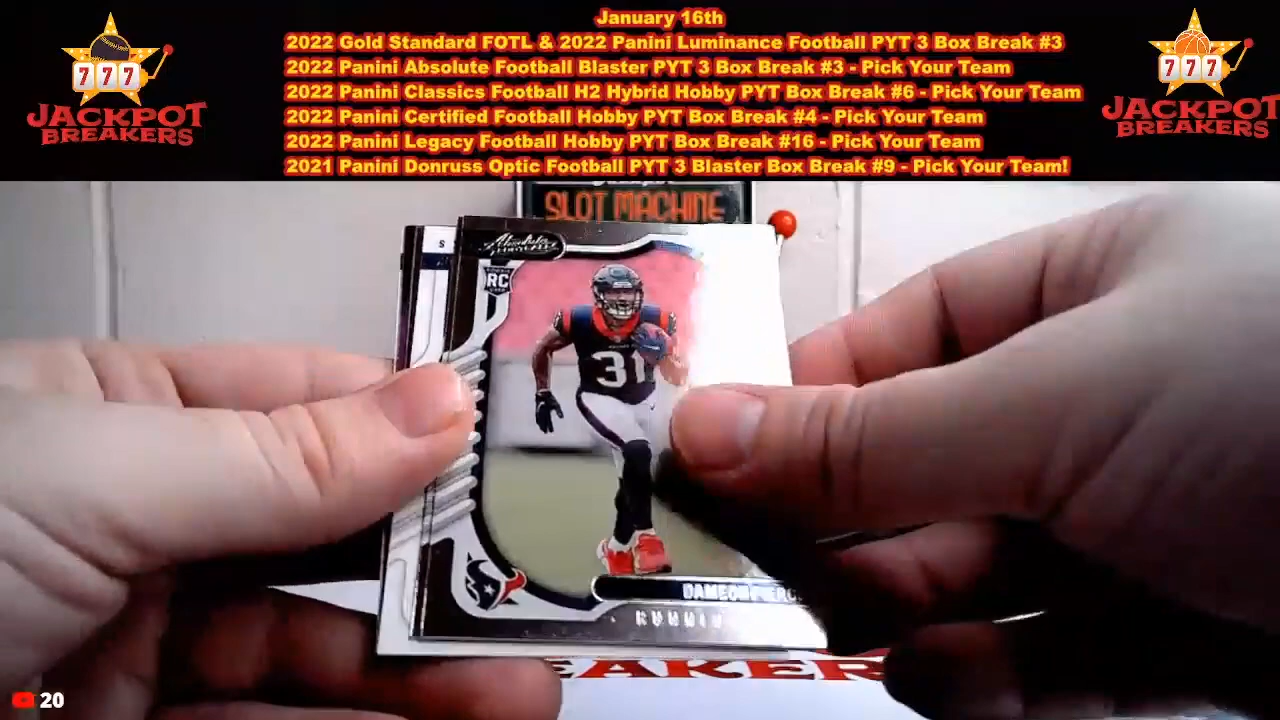 January 16th
2022 Gold Standard FOTL & 2022 Panini Luminance Football PYT 3 Box Break #3
2022 Panini Absolute Football Blaster PYT 3 Box Break #3 - Pick Your Team
2022 Panini Classics Football H2 Hybrid Hobby PYT Box Break #6 - Pick Your Team
2022 Panini Certified Football Hobby PYT Box Break #4 - Pick Your Team
2022 Panini Legacy Football Hobby PYT Box Break #16 - Pick Your Team
2021 Panini Donruss Optic Football PYT 3 Blaster Box Break #9 - Pick Your Team!
777
JACKPOT
BREAKERS
777
JACKPOT
BREAKERS
SLOT MACHINE
S
Absolute
FOOTBALL
RC
31
DAMEON
20